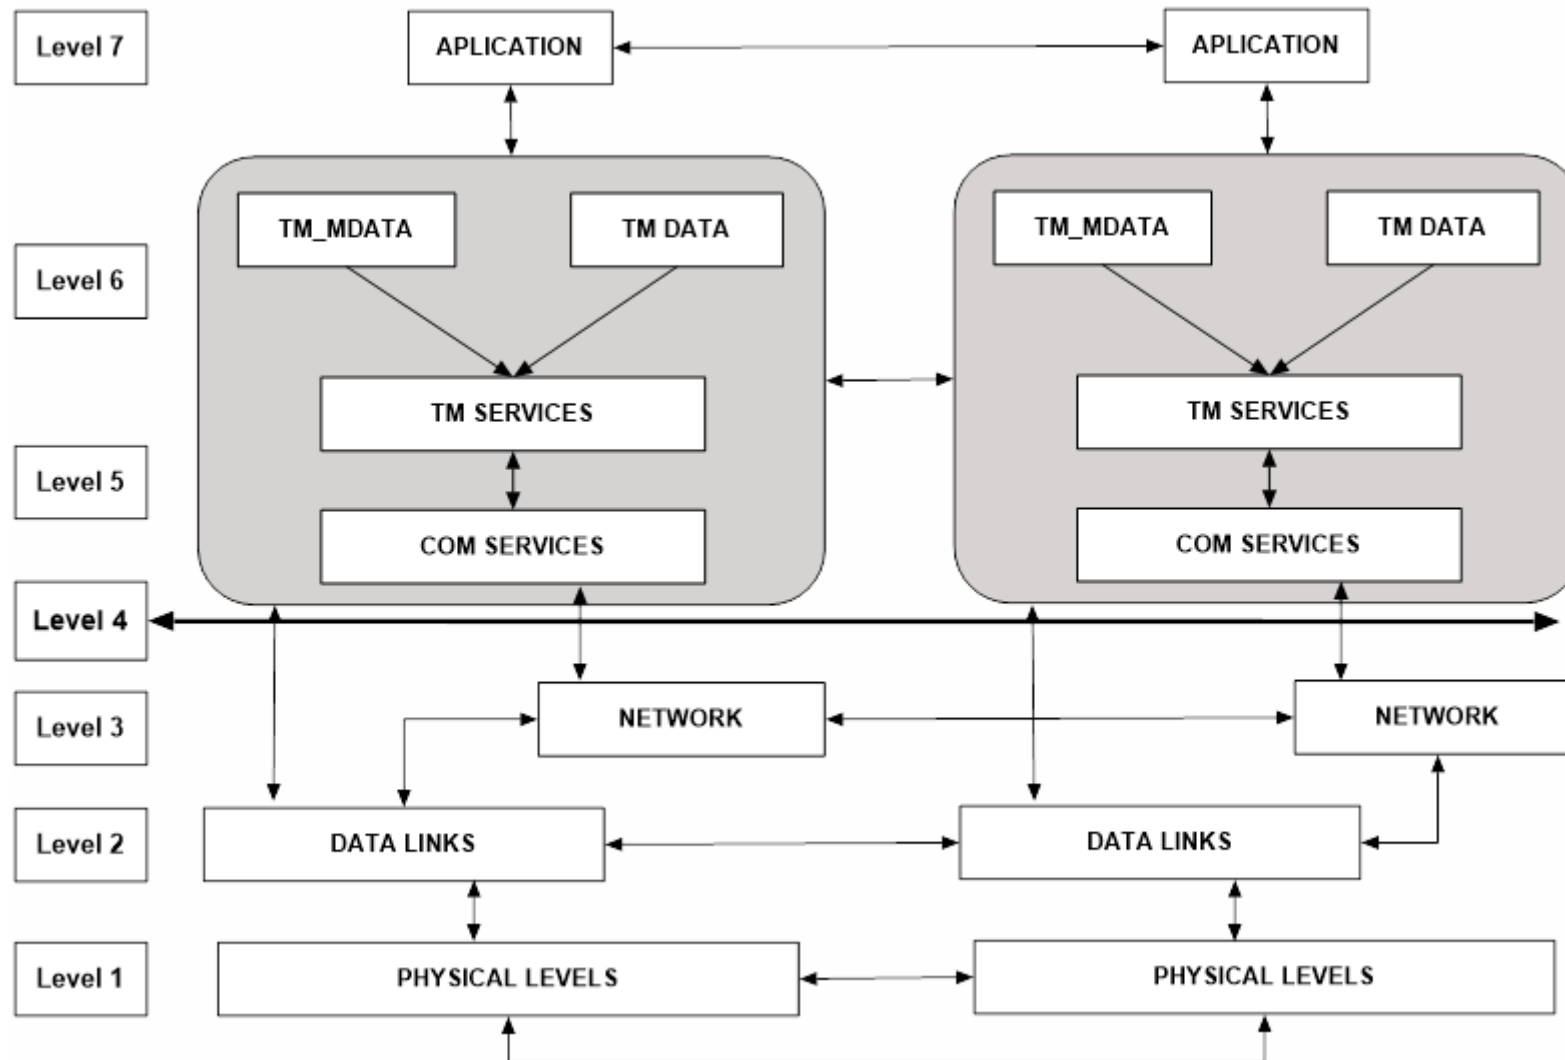 Level 7
APLICATION
APLICATION
TM_MDATA
TM DATA
TM_MDATA
TM DATA
Level 6
TM SERVICES
TM SERVICES
Level 5
COM SERVICES
COM SERVICES
Level 4
Level 3
NETWORK
NETWORK
Level 2
DATA LINKS
DATA LINKS
Level 1
PHYSICAL LEVELS
PHYSICAL LEVELS